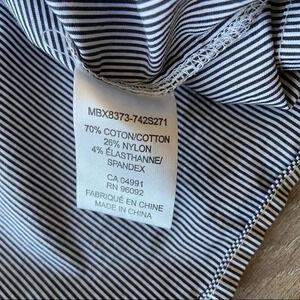 MBX8373-742S271
70% COTON/COTTON
26% NYLON
4% ÉLASTHANNE/
SPANDEX
CA 04991
RN 96092
FABRIQUÉ EN CHINE
MADE IN CHINA